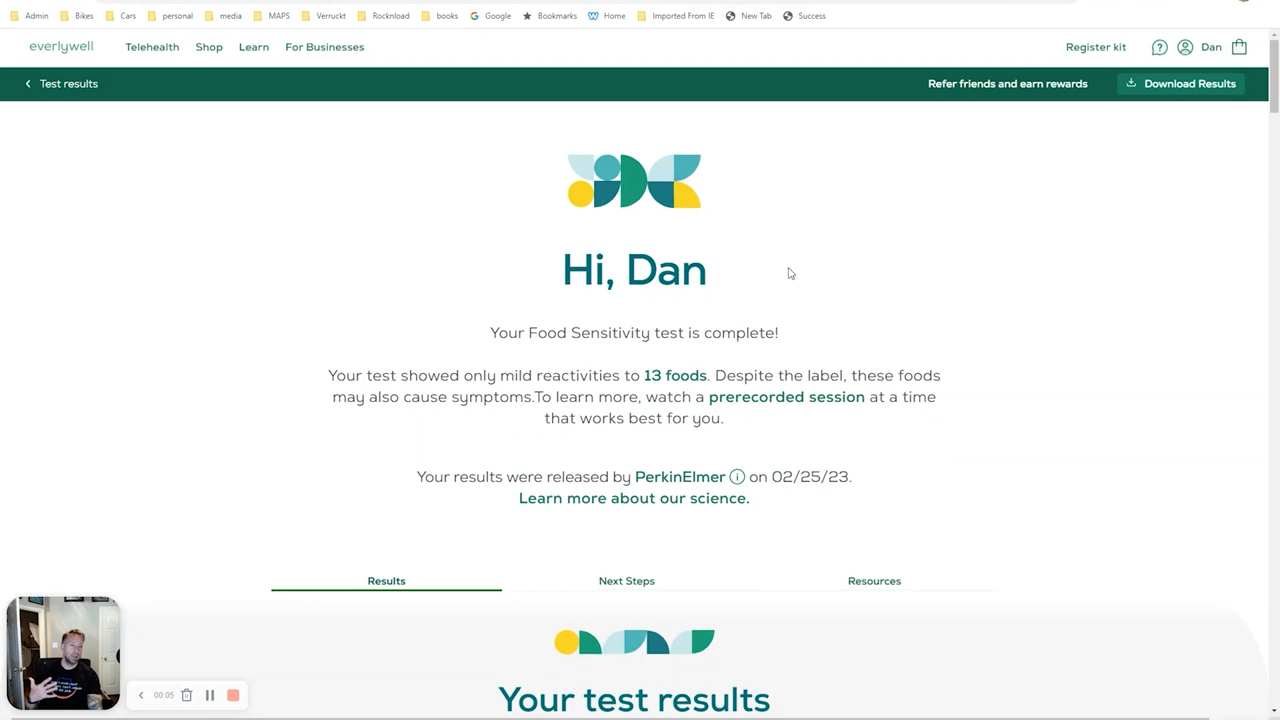 Admin Bikes Cars personal media MAPS Verruckt Rocknload books Google Bookmarks Home Imported From IE New Tab Success
everlywell Telehealth Shop Learn For Businesses Register kit Dan
Test results Refer friends and earn rewards Download Results
Hi, Dan
Your Food Sensitivity test is complete!
Your test showed only mild reactivities to 13 foods. Despite the label, these foods
may also cause symptoms.To learn more, watch a prerecorded session at a time
that works best for you.
Your results were released by PerkinElmer on 02/25/23.
Learn more about our science.
Results Next Steps Resources
Your test results
00:05